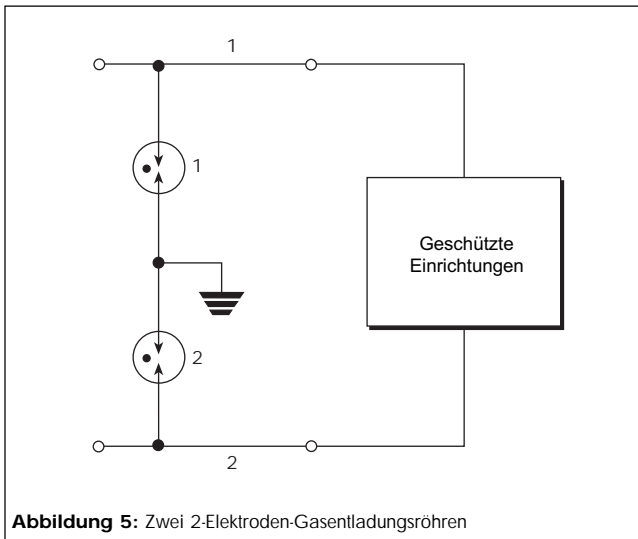 1
1
Geschützte
Einrichtungen
2
2
Abbildung 5: Zwei 2-Elektroden-Gasentladungsröhren